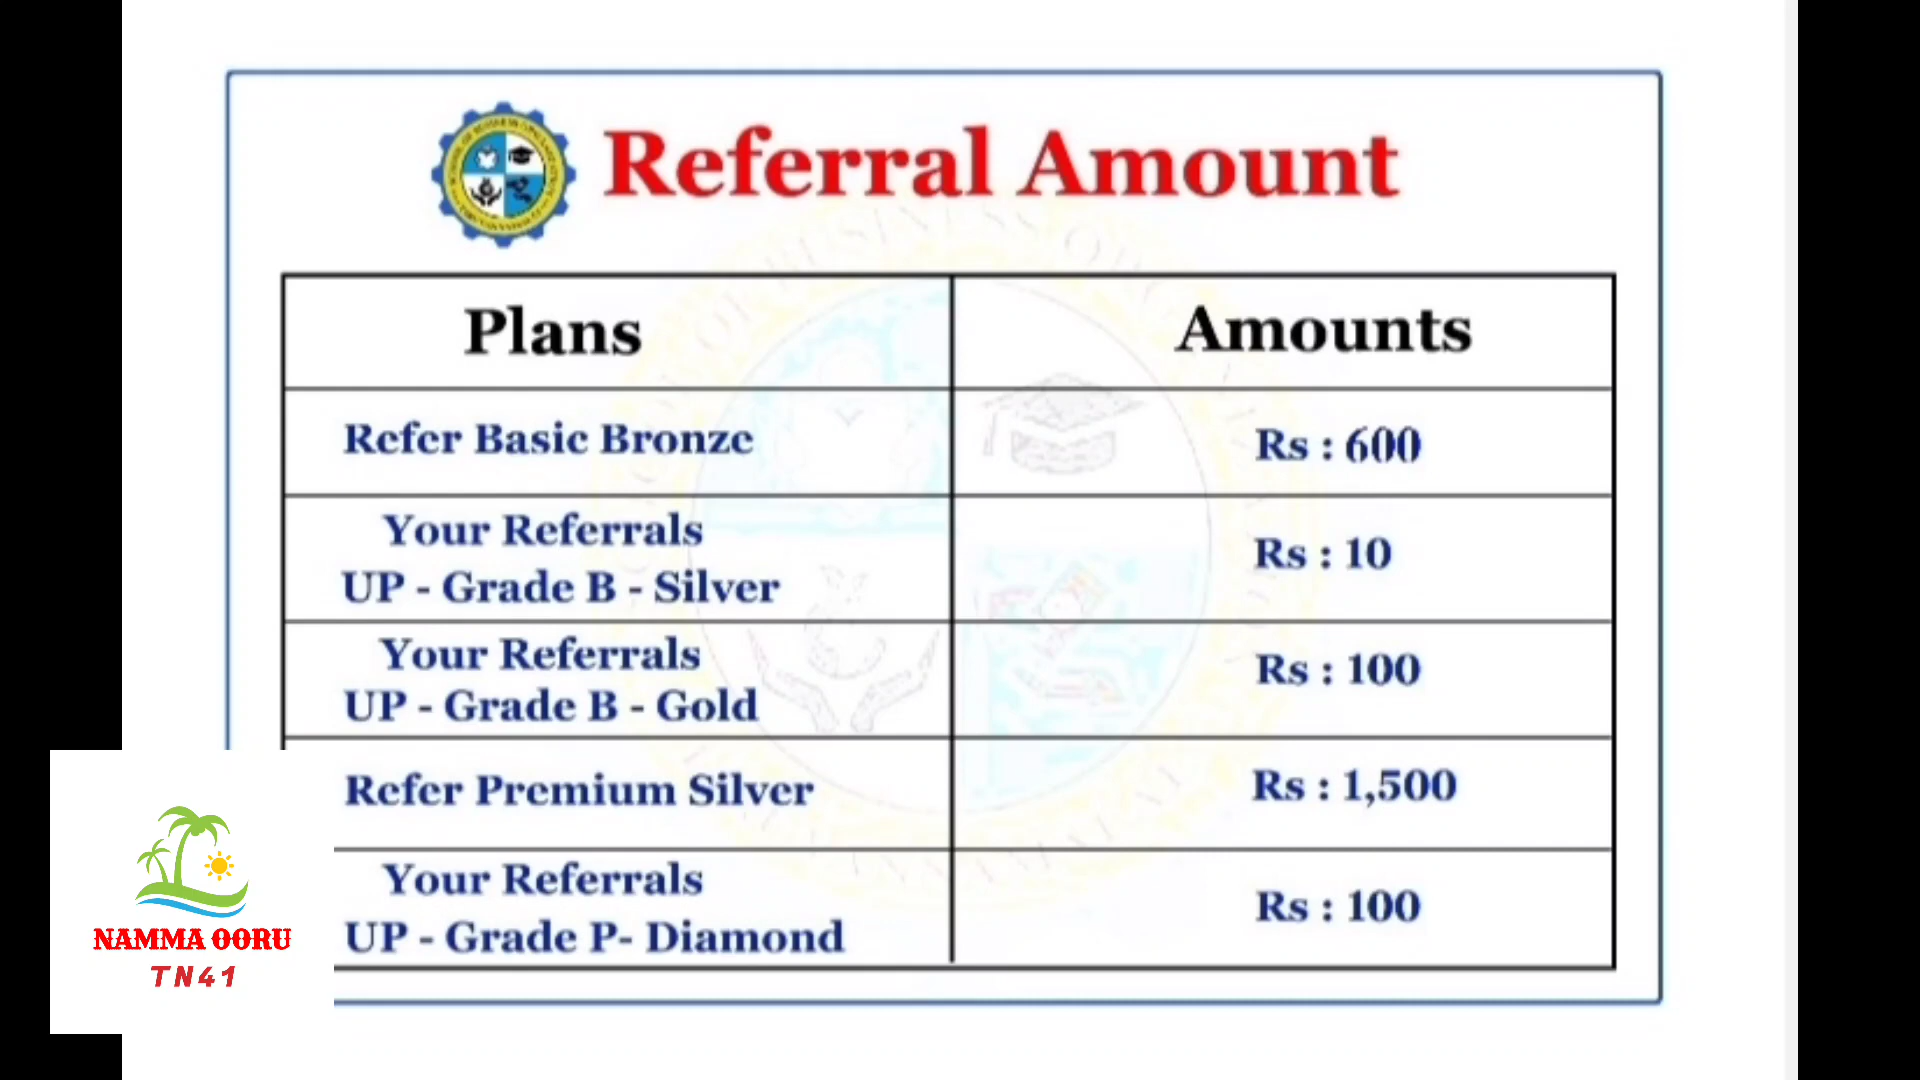 Referral Amount
Plans
Amounts
Refer Basic Bronze
Rs : 600
Your Referrals
UP - Grade B - Silver
Rs : 10
Your Referrals
UP - Grade B - Gold
Rs : 100
Refer Premium Silver
Rs : 1,500
Your Referrals
UP - Grade P- Diamond
Rs : 100
NAMMA OORU
TN41